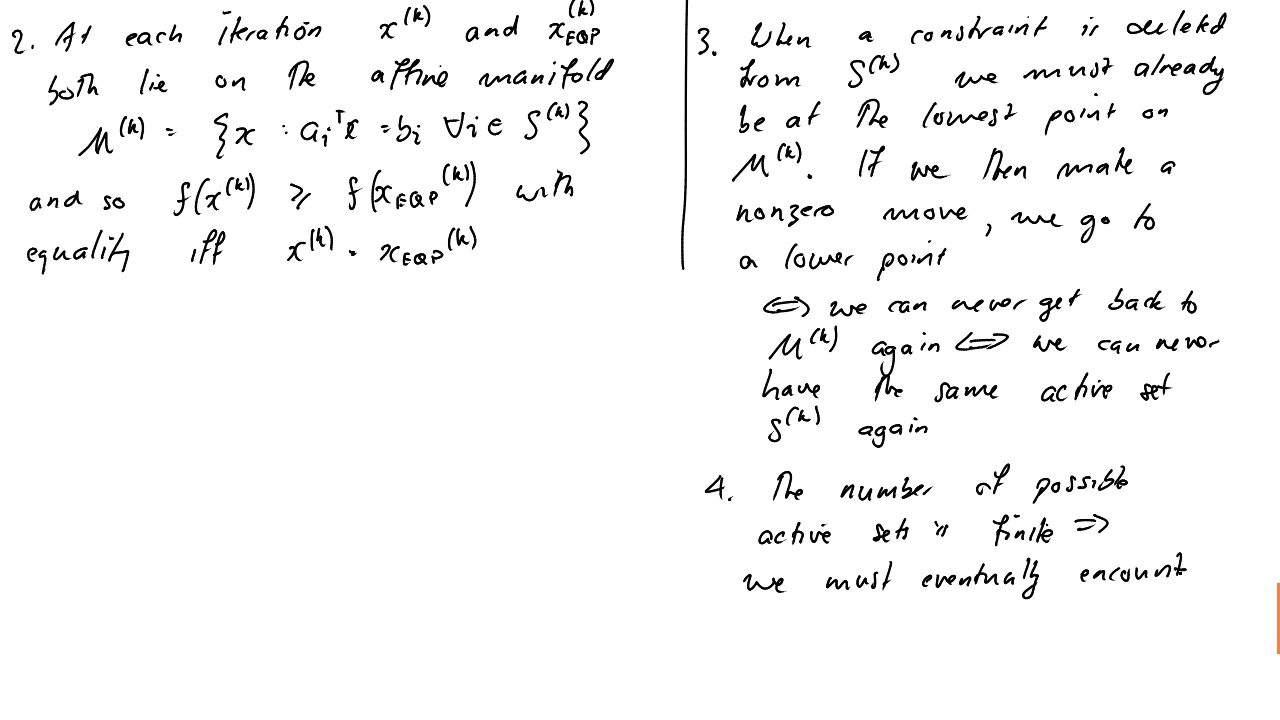 2. At each iteration x^(k) and x_EQP^(k)
both lie on the affine manifold
M^(k) = {x : a_i^T x = b_i ∀ i ∈ S^(k)}
and so f(x^(k)) ≥ f(x_EQP^(k)) with
equality iff x^(k) = x_EQP^(k)
3. When a constraint is deleted
from S^(k) we must already
be at the lowest point on
M^(k). If we then make a
nonzero move, we go to
a lower point
⇔ we can never get back to
M^(k) again ⇔ we can never
have the same active set
S^(k) again
4. The number of possible
active sets is finite ⇒
we must eventually encount